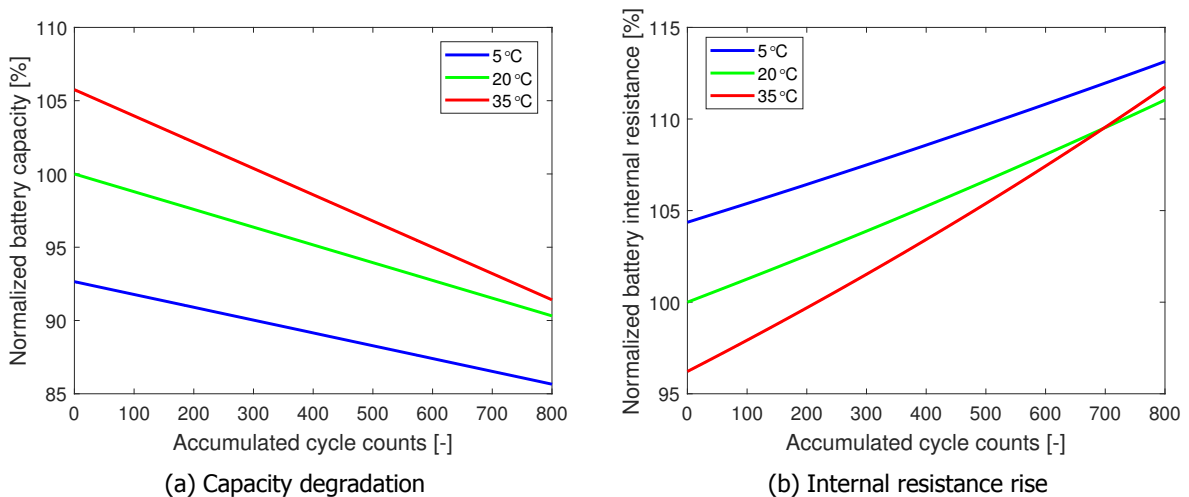 110
105
100
95
90
85
Normalized battery capacity [%]
5°C
20°C
35°C
0 100 200 300 400 500 600 700 800
Accumulated cycle counts [-]
(a) Capacity degradation
115
110
105
100
95
Normalized battery internal resistance [%]
5°C
20°C
35°C
0 100 200 300 400 500 600 700 800
Accumulated cycle counts [-]
(b) Internal resistance rise